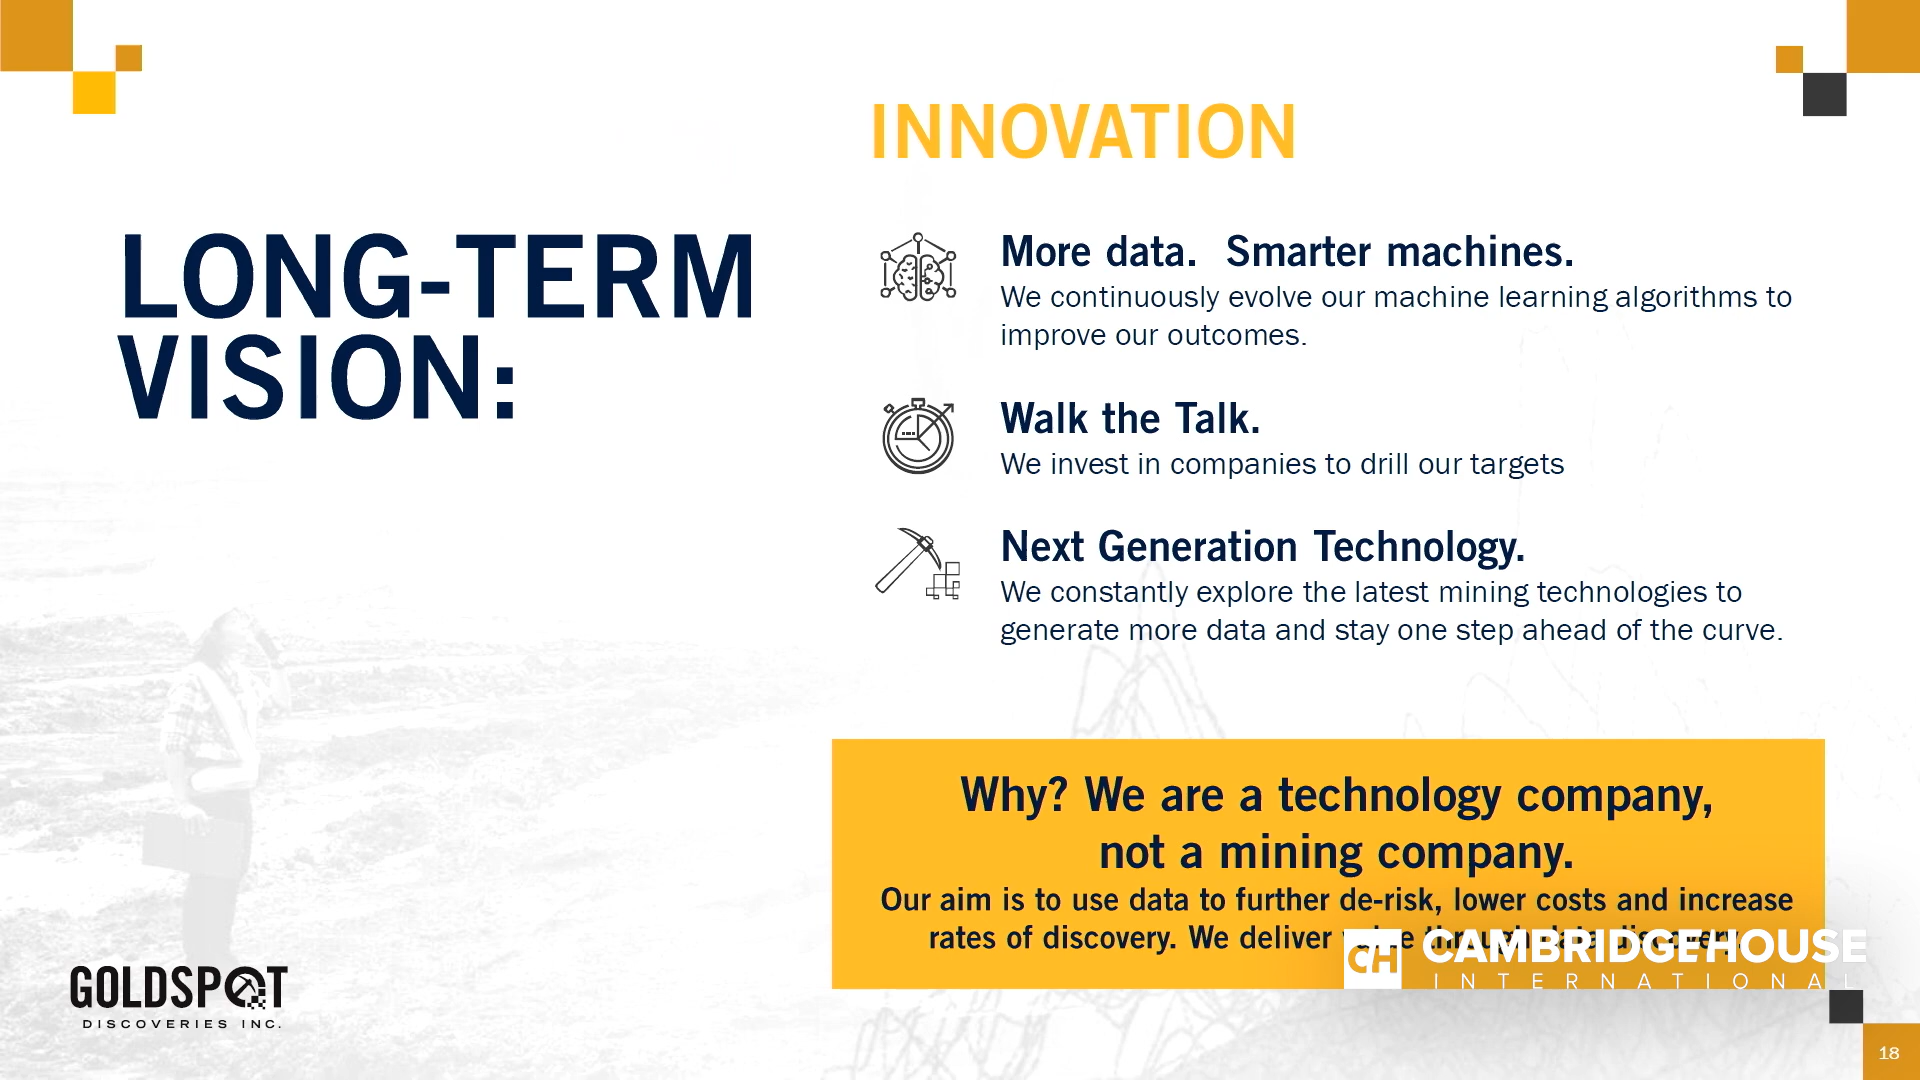 INNOVATION
LONG-TERM
VISION:
More data. Smarter machines.
We continuously evolve our machine learning algorithms to
improve our outcomes.
Walk the Talk.
We invest in companies to drill our targets
Next Generation Technology.
We constantly explore the latest mining technologies to
generate more data and stay one step ahead of the curve.
Why? We are a technology company,
not a mining company.
Our aim is to use data to further de-risk, lower costs and increase
rates of discovery. We deliver
CH CAMBRIDGEHOUSE
INTERNATIONAL
GOLDSPOT
DISCOVERIES INC.
18